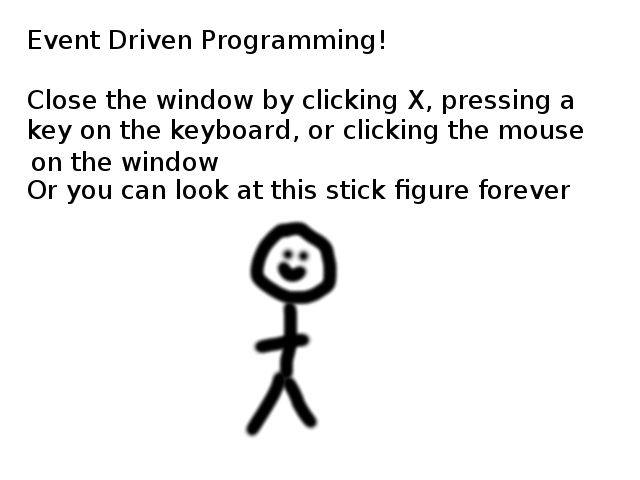 Event Driven Programming!
Close the window by clicking X, pressing a
key on the keyboard, or clicking the mouse
on the window
Or you can look at this stick figure forever